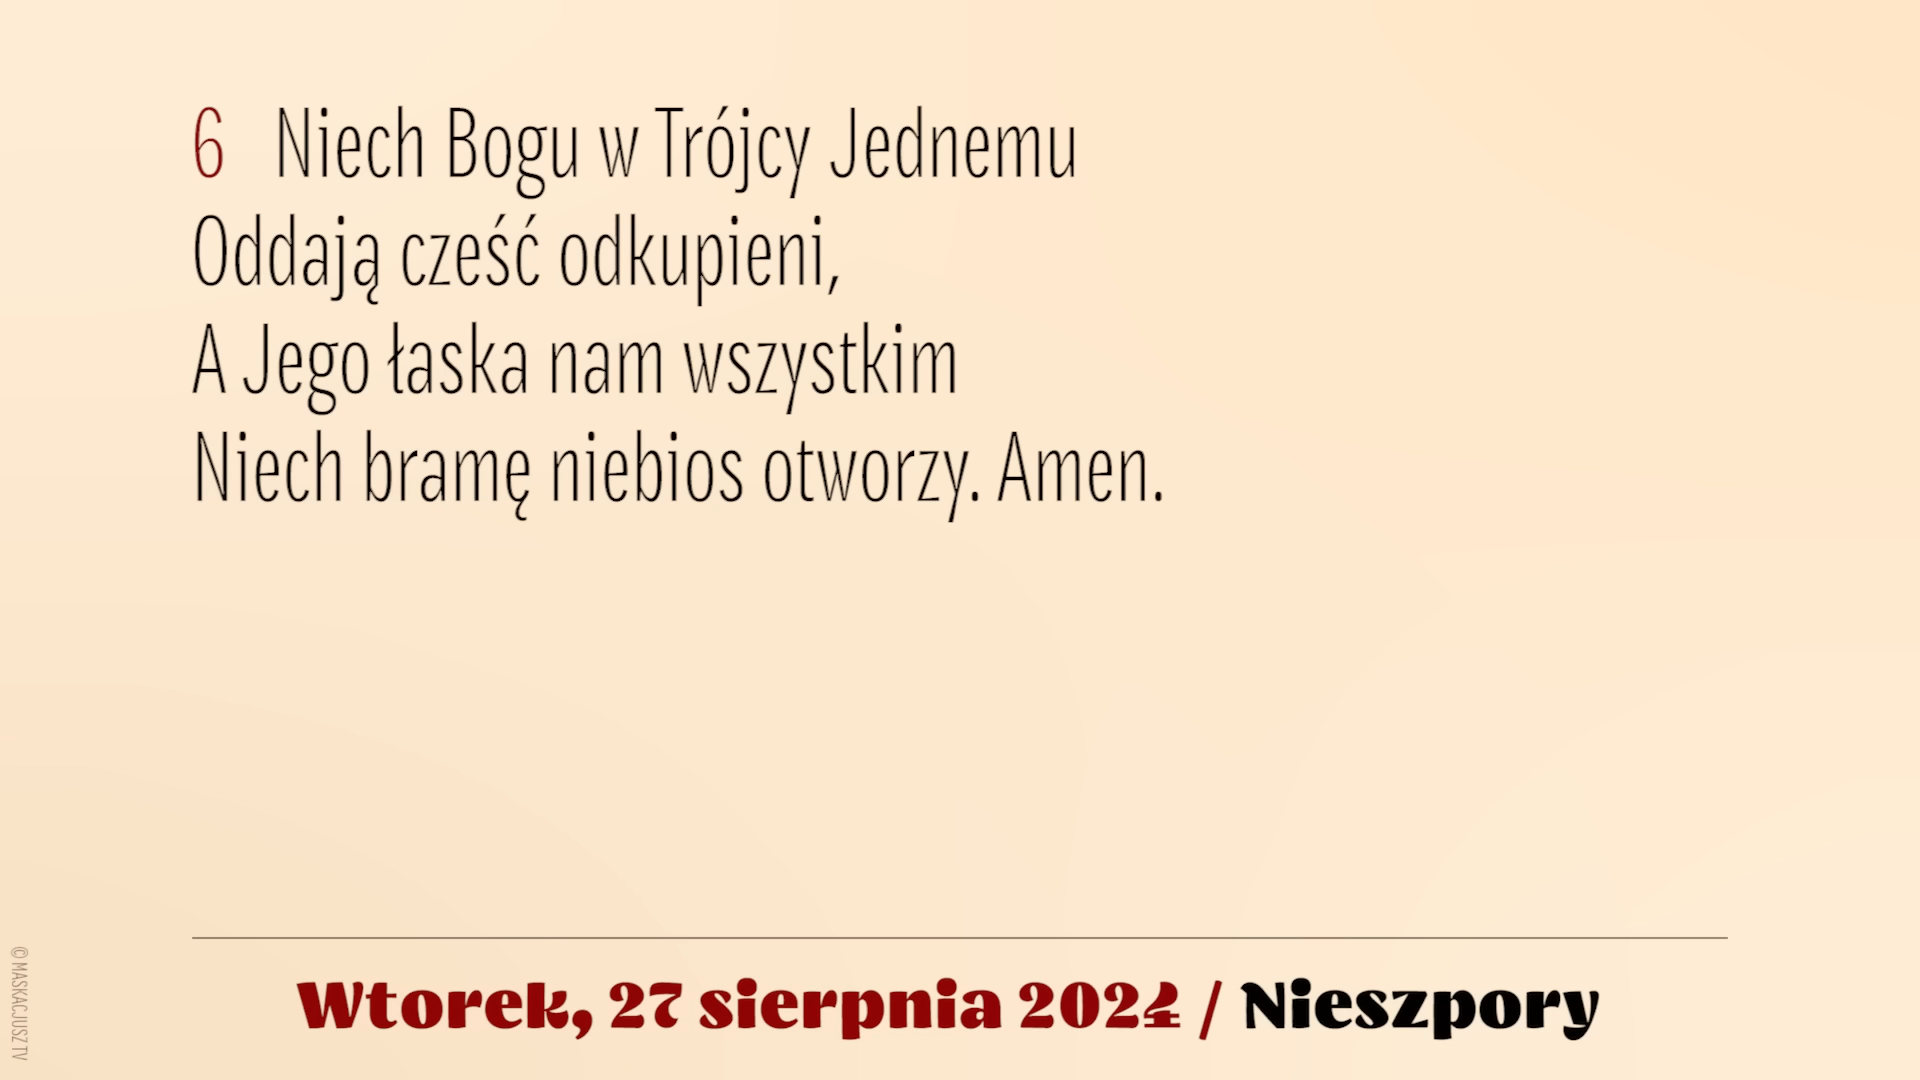 6 Niech Bogu w Trójcy Jednemu
Oddają cześć odkupieni,
A Jego łaska nam wszystkim
Niech bramę niebios otworzy. Amen.
Wtorek, 27 sierpnia 2024 / Nieszpory
© MASKACJUSZ TV